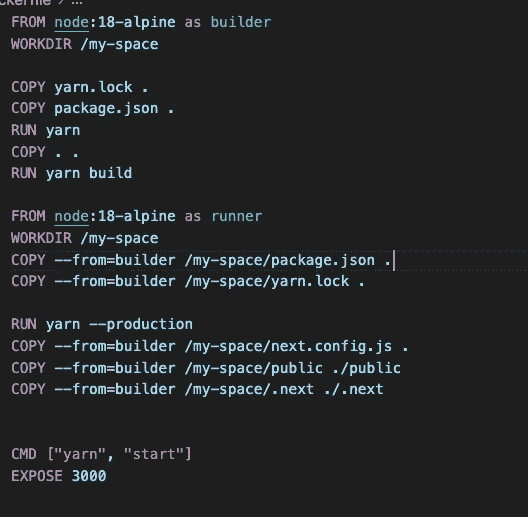 FROM node:18-alpine as builder
WORKDIR /my-space
COPY yarn.lock .
COPY package.json .
RUN yarn
COPY . .
RUN yarn build
FROM node:18-alpine as runner
WORKDIR /my-space
COPY --from=builder /my-space/package.json .
COPY --from=builder /my-space/yarn.lock .
RUN yarn --production
COPY --from=builder /my-space/next.config.js .
COPY --from=builder /my-space/public ./public
COPY --from=builder /my-space/.next ./.next
CMD ["yarn", "start"]
EXPOSE 3000